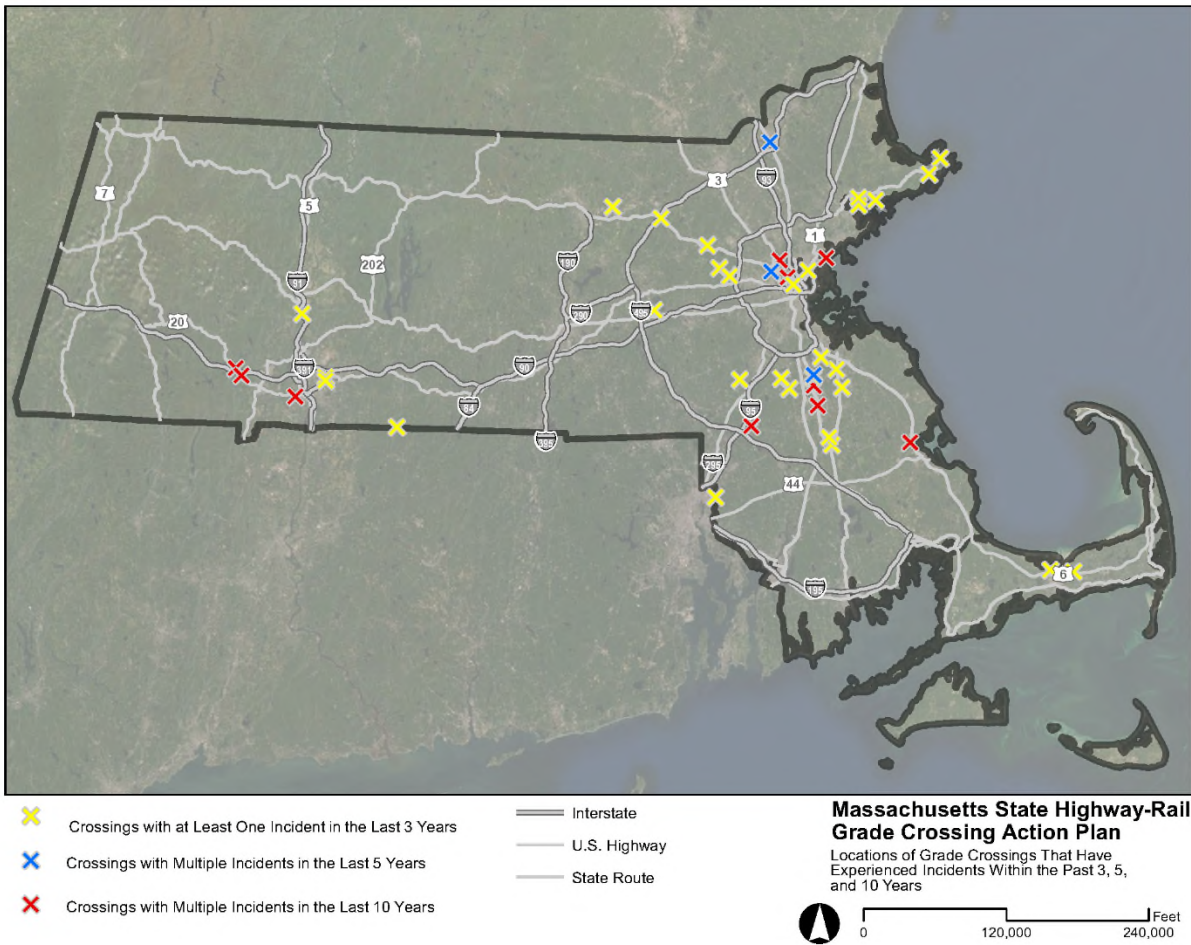 93
3
7
5
1
202
190
91
290
495
20
391
90
84
95
395
295
44
6
195
Crossings with at Least One Incident in the Last 3 Years
Crossings with Multiple Incidents in the Last 5 Years
Crossings with Multiple Incidents in the Last 10 Years
Interstate
U.S. Highway
State Route
Massachusetts State Highway-Rail
Grade Crossing Action Plan
Locations of Grade Crossings That Have
Experienced Incidents Within the Past 3, 5,
and 10 Years
Feet
0 120,000 240,000